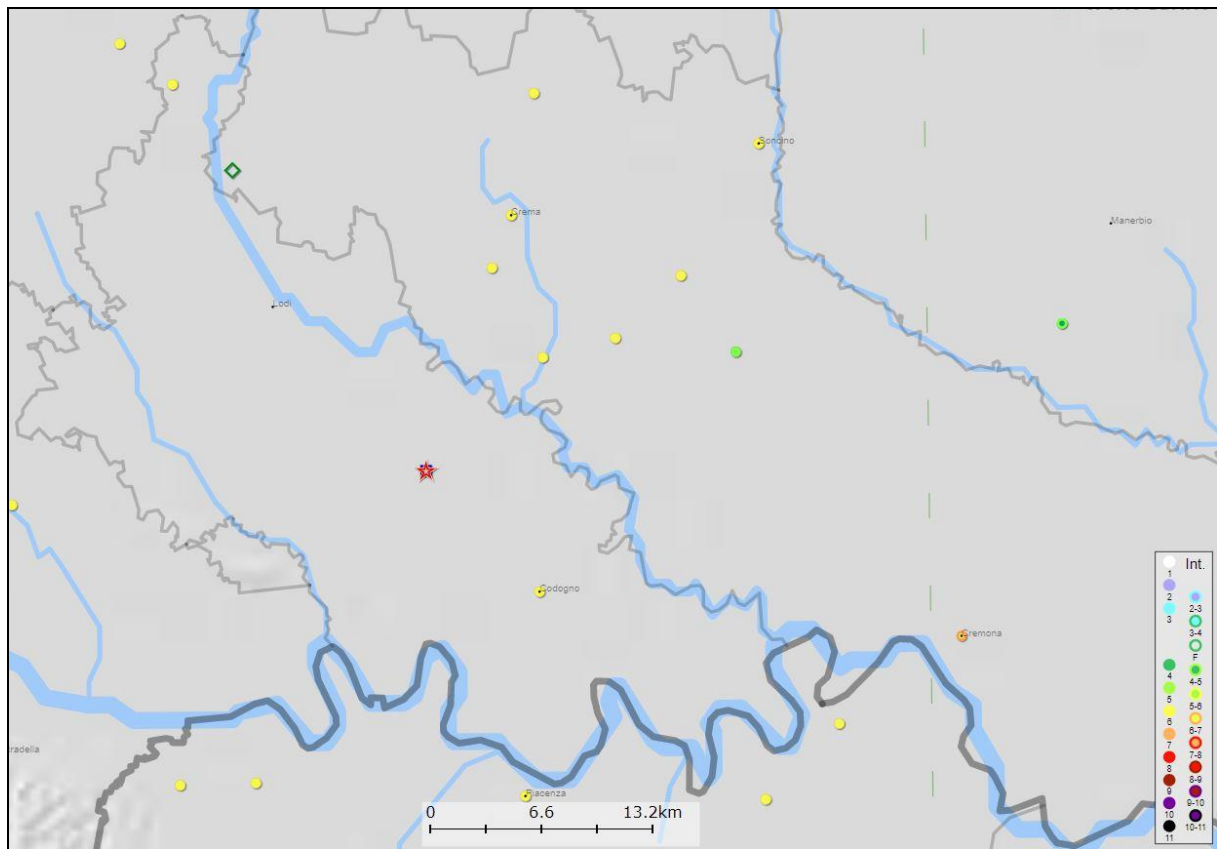 Soncino
Crema
Manerbio
Lodi
Codogno
Cremona
tradella
Piacenza
0 6.6 13.2km
Int.
1
2
2-3
3
3-4
F
4
4-5
5
5-6
6
6-7
7
7-8
8
8-9
9
9-10
10
10-11
11